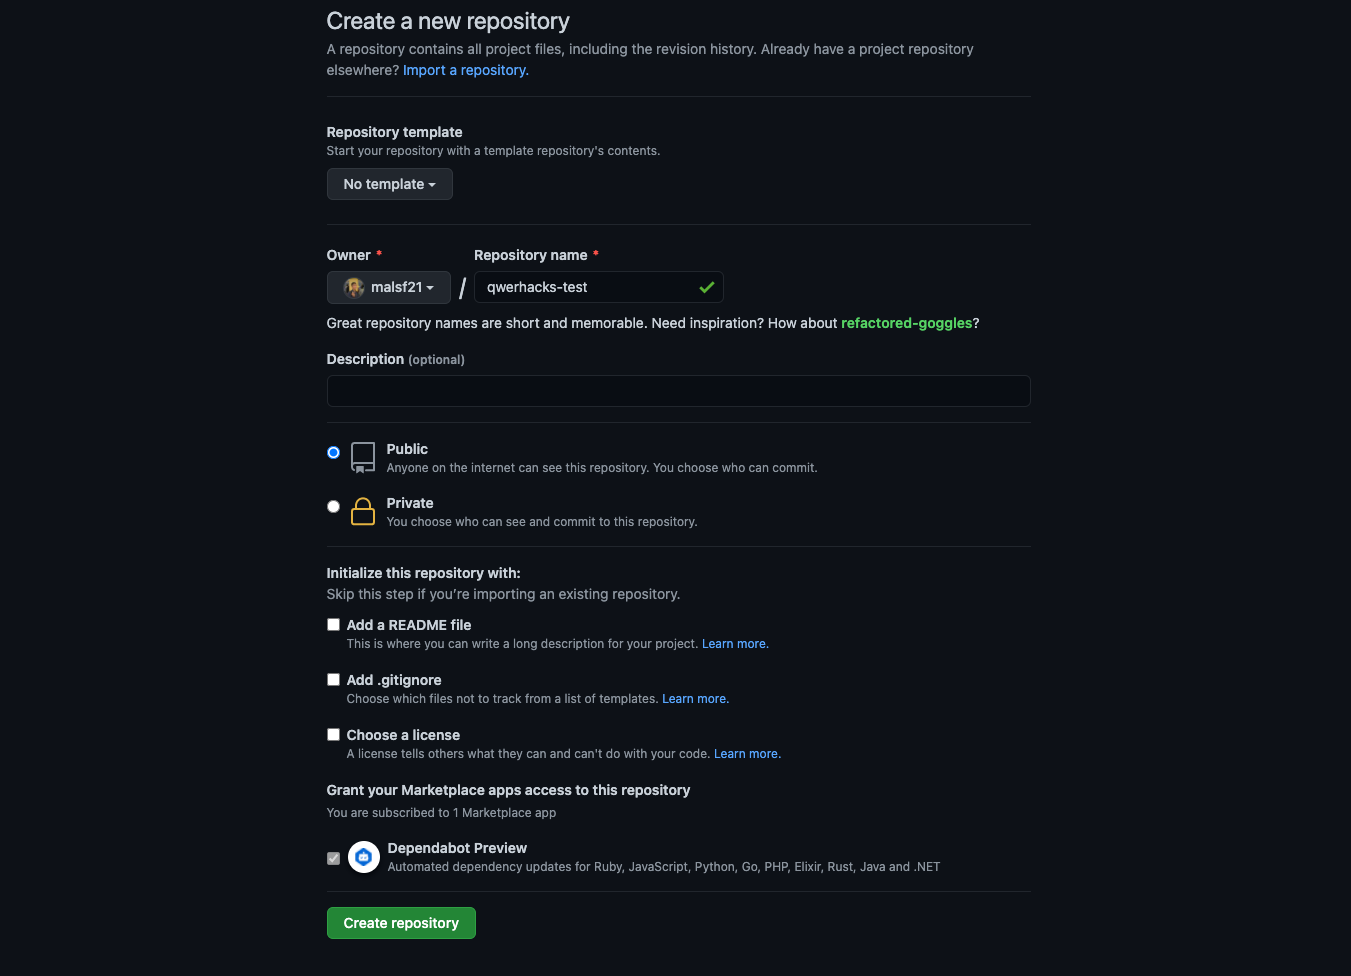 Create a new repository
A repository contains all project files, including the revision history. Already have a project repository
elsewhere? Import a repository.
Repository template
Start your repository with a template repository's contents.
No template
Owner * Repository name *
malsf21 / qwerhacks-test
Great repository names are short and memorable. Need inspiration? How about refactored-goggles?
Description (optional)
Public
Anyone on the internet can see this repository. You choose who can commit.
Private
You choose who can see and commit to this repository.
Initialize this repository with:
Skip this step if you’re importing an existing repository.
Add a README file
This is where you can write a long description for your project. Learn more.
Add .gitignore
Choose which files not to track from a list of templates. Learn more.
Choose a license
A license tells others what they can and can't do with your code. Learn more.
Grant your Marketplace apps access to this repository
You are subscribed to 1 Marketplace app
Dependabot Preview
Automated dependency updates for Ruby, JavaScript, Python, Go, PHP, Elixir, Rust, Java and .NET
Create repository